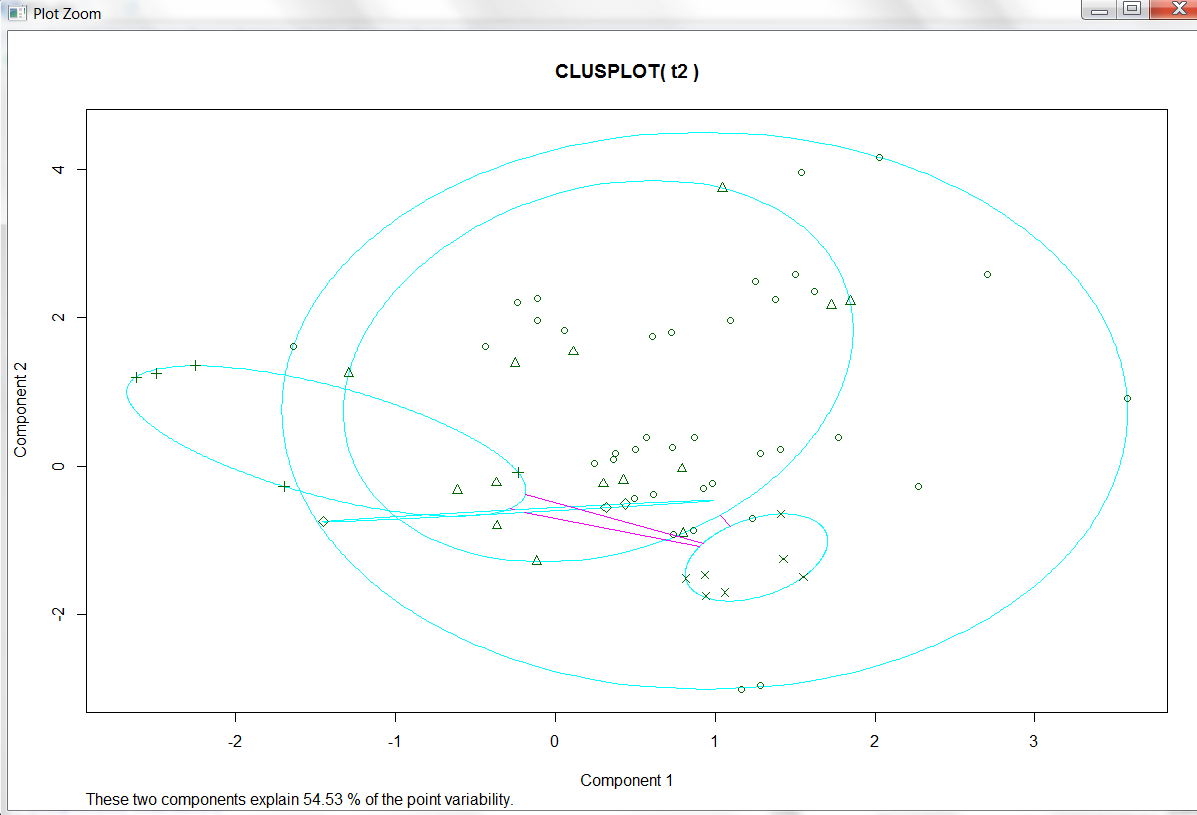 Plot Zoom
CLUSPLOT( t2 )
4
2
0
-2
Component 2
-2 -1 0 1 2 3
Component 1
These two components explain 54.53 % of the point variability.